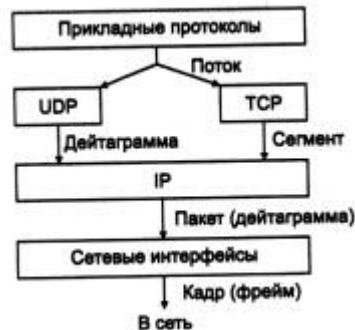 Прикладные протоколы
Поток
UDP
TCP
Дейтаграмма
Сегмент
IP
Пакет (дейтаграмма)
Сетевые интерфейсы
Кадр (фрейм)
В сеть